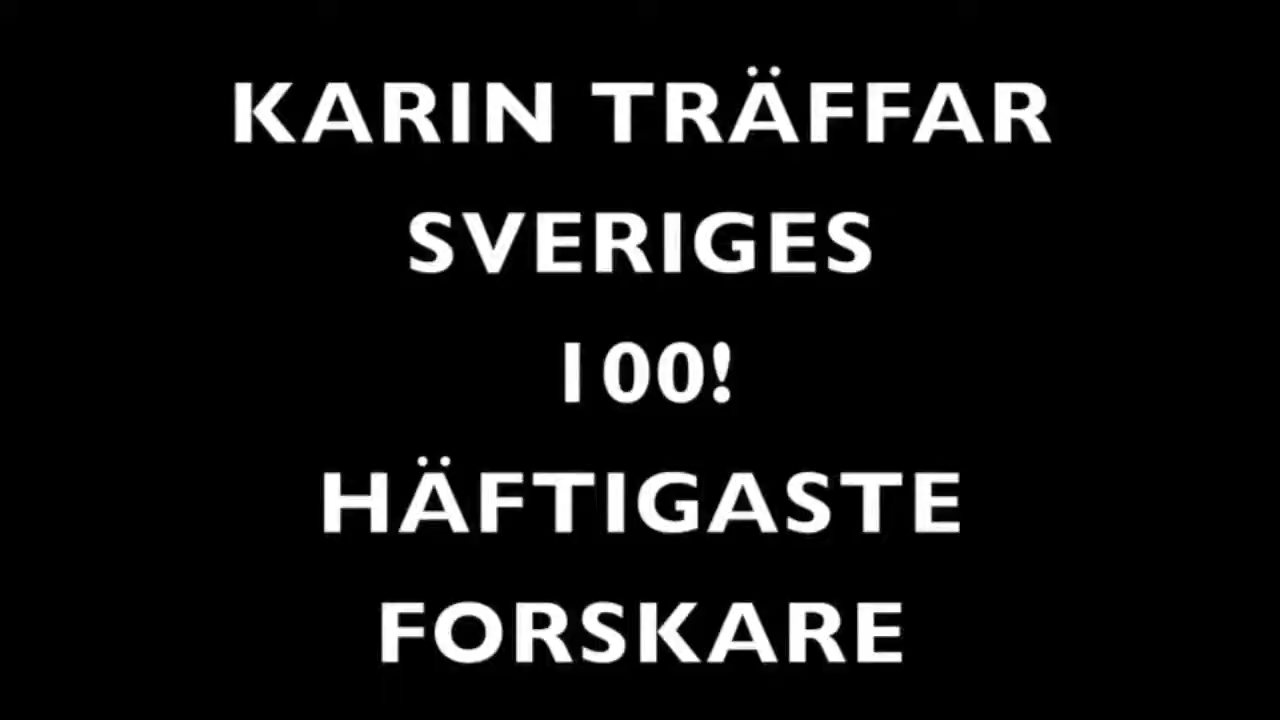 KARIN TRÄFFAR
SVERIGES
100!
HÄFTIGASTE
FORSKARE